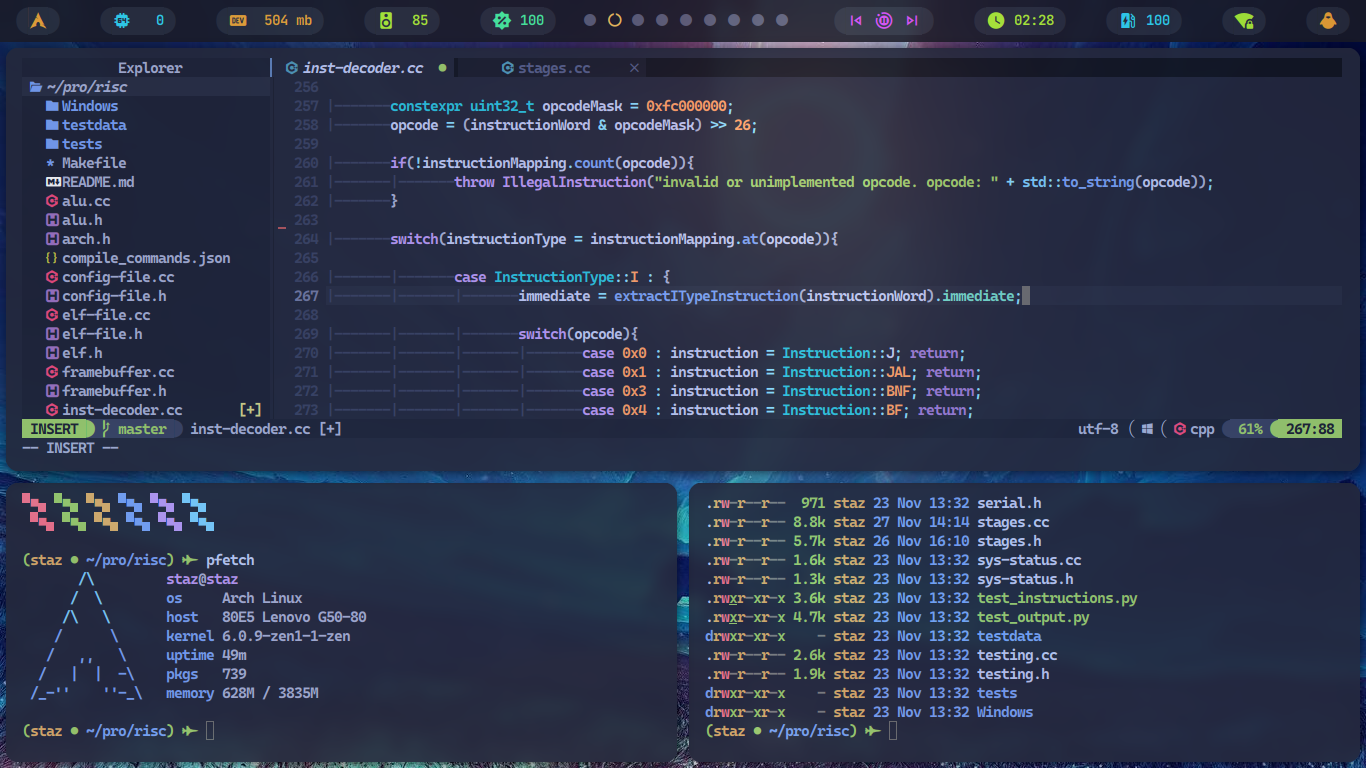 0
504 mb
85
100
02:28
100
Explorer
inst-decoder.cc
stages.cc
~/pro/risc
Windows
testdata
tests
Makefile
README.md
alu.cc
alu.h
arch.h
compile_commands.json
config-file.cc
config-file.h
elf-file.cc
elf-file.h
elf.h
framebuffer.cc
framebuffer.h
inst-decoder.cc [+]
256
257 constexpr uint32_t opcodeMask = 0xfc000000;
258 opcode = (instructionWord & opcodeMask) >> 26;
259
260 if(!instructionMapping.count(opcode)){
261 throw IllegalInstruction("invalid or unimplemented opcode. opcode: " + std::to_string(opcode));
262 }
263
264 switch(instructionType = instructionMapping.at(opcode)){
265
266 case InstructionType::I : {
267 immediate = extractITypeInstruction(instructionWord).immediate;
268
269 switch(opcode){
270 case 0x0 : instruction = Instruction::J; return;
271 case 0x1 : instruction = Instruction::JAL; return;
272 case 0x3 : instruction = Instruction::BNF; return;
273 case 0x4 : instruction = Instruction::BF; return;
INSERT master inst-decoder.cc [+] utf-8 cpp 61% 267:88
-- INSERT --
(staz ● ~/pro/risc) pfetch
staz@staz
os Arch Linux
host 80E5 Lenovo G50-80
kernel 6.0.9-zen1-1-zen
uptime 49m
pkgs 739
memory 628M / 3835M
(staz ● ~/pro/risc)
.rw-r--r-- 971 staz 23 Nov 13:32 serial.h
.rw-r--r-- 8.8k staz 27 Nov 14:14 stages.cc
.rw-r--r-- 5.7k staz 26 Nov 16:10 stages.h
.rw-r--r-- 1.6k staz 23 Nov 13:32 sys-status.cc
.rw-r--r-- 1.3k staz 23 Nov 13:32 sys-status.h
.rwxr-xr-x 3.6k staz 23 Nov 13:32 test_instructions.py
.rwxr-xr-x 4.7k staz 23 Nov 13:32 test_output.py
drwxr-xr-x - staz 23 Nov 13:32 testdata
.rw-r--r-- 2.6k staz 23 Nov 13:32 testing.cc
.rw-r--r-- 1.9k staz 23 Nov 13:32 testing.h
drwxr-xr-x - staz 23 Nov 13:32 tests
drwxr-xr-x - staz 23 Nov 13:32 Windows
(staz ● ~/pro/risc)